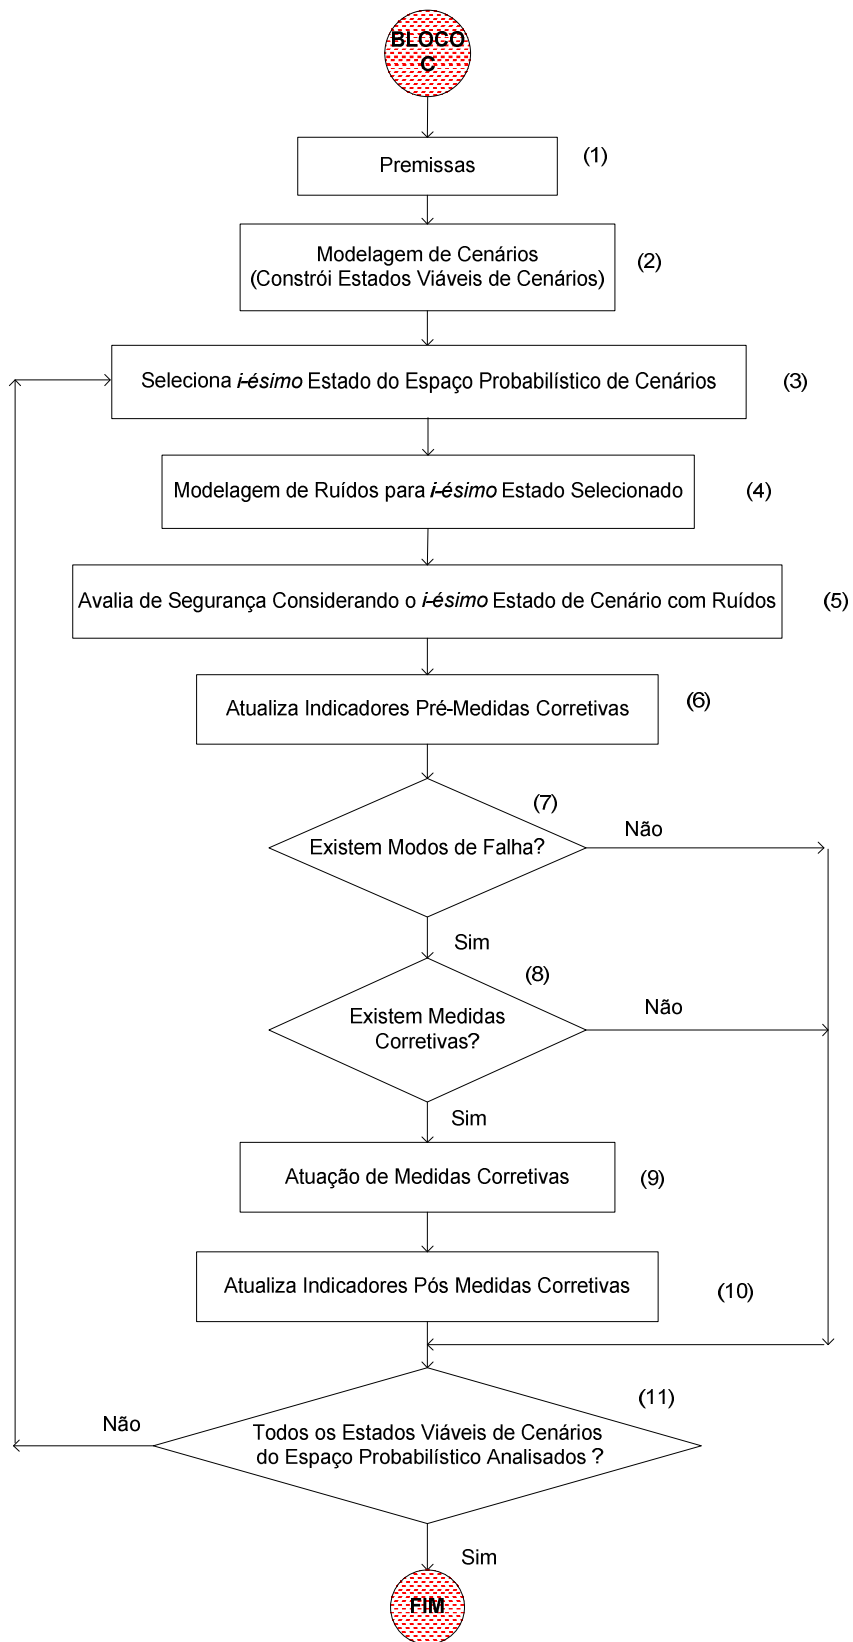 BLOCO
C
Premissas
(1)
Modelagem de Cenários
(Constrói Estados Viáveis de Cenários)
(2)
Seleciona i-ésimo Estado do Espaço Probabilístico de Cenários
(3)
Modelagem de Ruídos para i-ésimo Estado Selecionado
(4)
Avalia de Segurança Considerando o i-ésimo Estado de Cenário com Ruídos
(5)
Atualiza Indicadores Pré-Medidas Corretivas
(6)
(7)
Existem Modos de Falha?
Não
Sim
(8)
Existem Medidas
Corretivas?
Não
Sim
Atuação de Medidas Corretivas
(9)
Atualiza Indicadores Pós Medidas Corretivas
(10)
(11)
Não
Todos os Estados Viáveis de Cenários
do Espaço Probabilístico Analisados ?
Sim
FIM